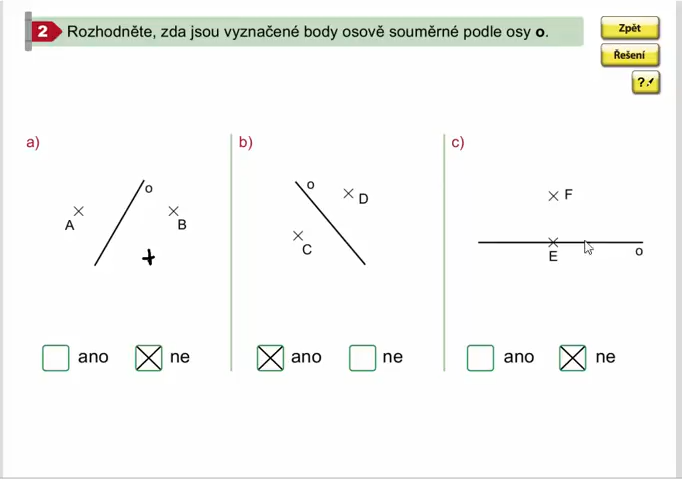 2 Rozhodněte, zda jsou vyznačené body osově souměrné podle osy o.
Zpět
Řešení
?✓
a)
b)
c)
o
A
B
o
D
C
F
E
o
ano
ne
ano
ne
ano
ne